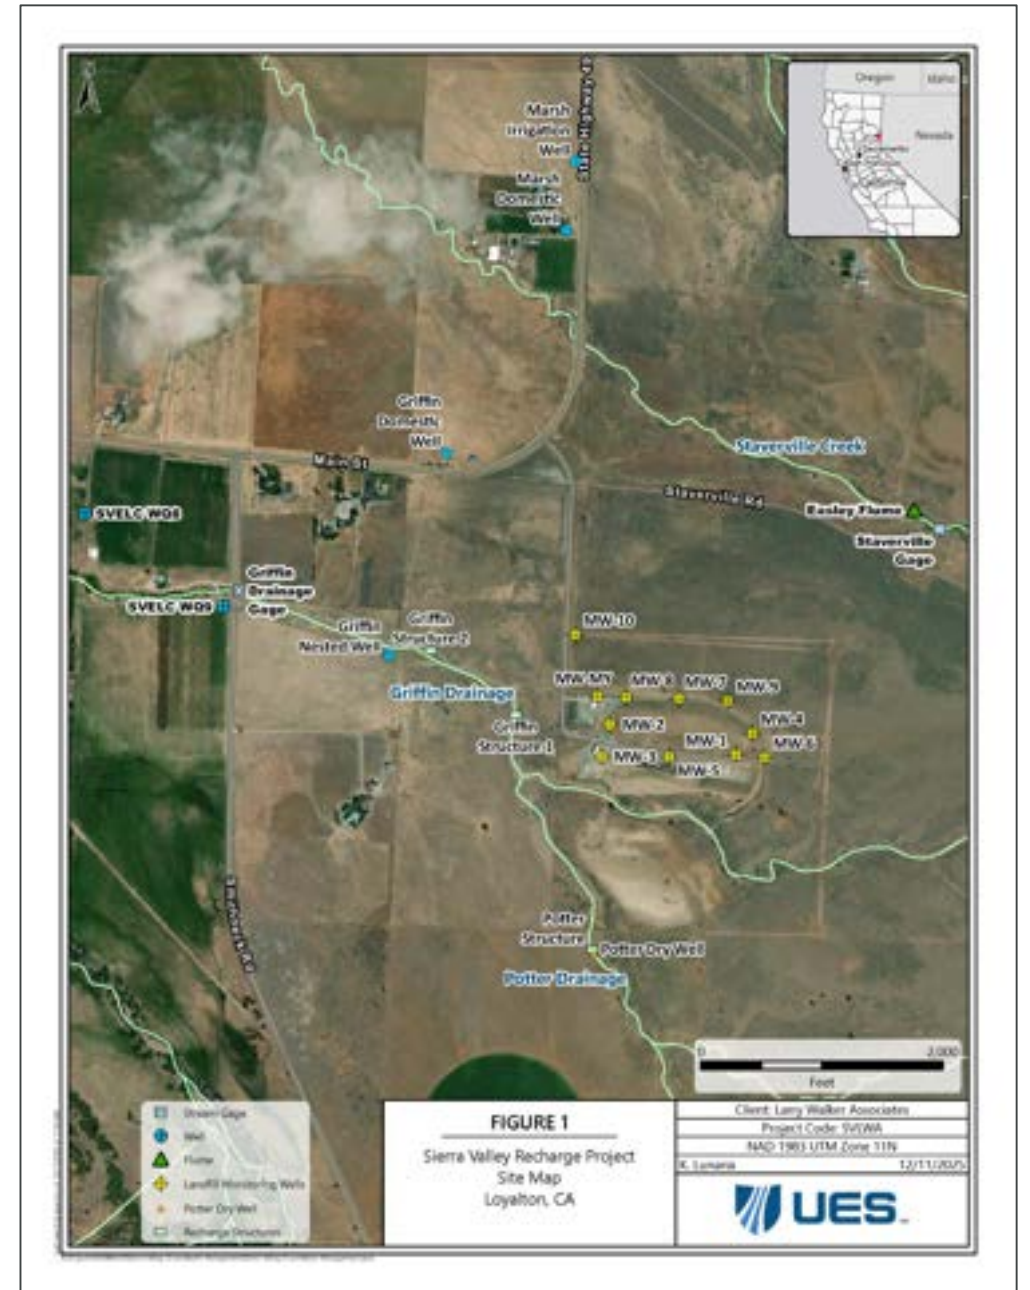 Oregon
Idaho
Nevada
Sacramento
State Highway 49
Marsh
Irrigation
Well
Marsh
Domestic
Well
Griffin
Domestic
Well
Main St
Staverville Creek
Staverville Rd
SVELC WQ8
Easley Flume
Staverville
Gage
Griffin
Drainage
Gage
SVELC WQ9
Griffin
Nested Well
Griffin
Structure 2
MW-10
Griffin Drainage
MW-MY
MW-8
MW-7
MW-9
MW-2
MW-4
Griffin
Structure 1
MW-3
MW-1
MW-6
MW-5
Potter
Structure
Potter Dry Well
Potter Drainage
0
2,000
Feet
Stream Gage
Well
Flume
Landfill Monitoring Wells
Potter Dry Well
Recharge Structures
FIGURE 1
Sierra Valley Recharge Project
Site Map
Loyalton, CA
Client: Larry Walker Associates
Project Code: SVLWA
NAD 1983 UTM Zone 11N
K. Lunaria 12/11/2025
UES